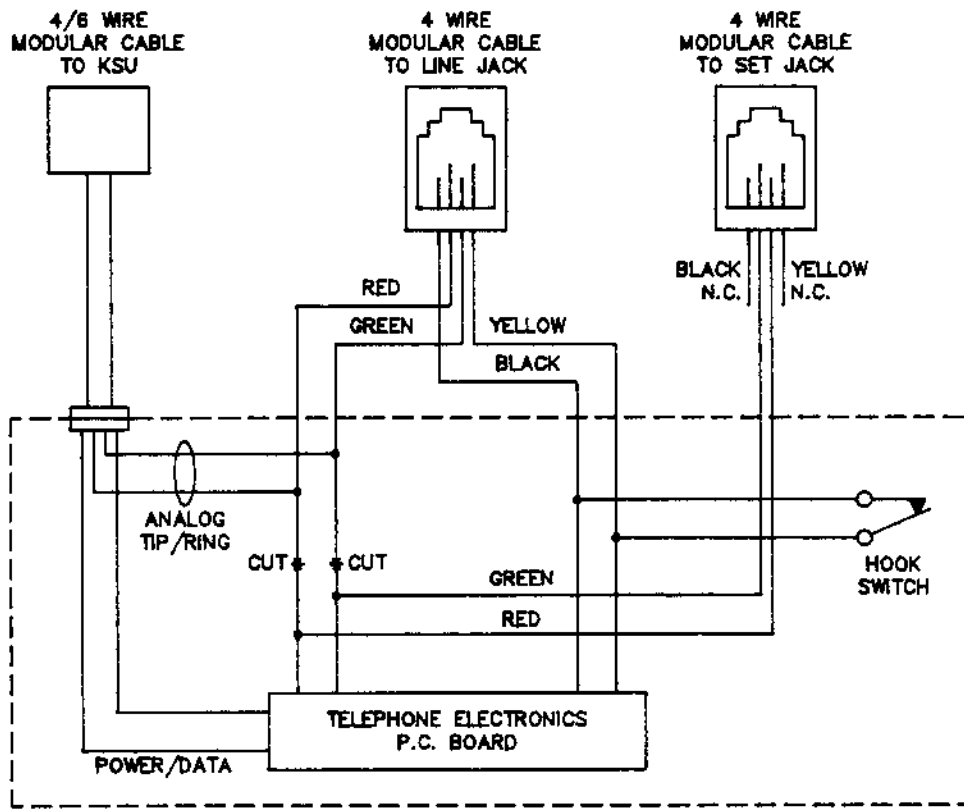 4/6 WIRE
MODULAR CABLE
TO KSU
4 WIRE
MODULAR CABLE
TO LINE JACK
4 WIRE
MODULAR CABLE
TO SET JACK
BLACK
N.C.
YELLOW
N.C.
RED
GREEN
YELLOW
BLACK
ANALOG
TIP/RING
CUT
CUT
HOOK
SWITCH
GREEN
RED
TELEPHONE ELECTRONICS
P.C. BOARD
POWER/DATA